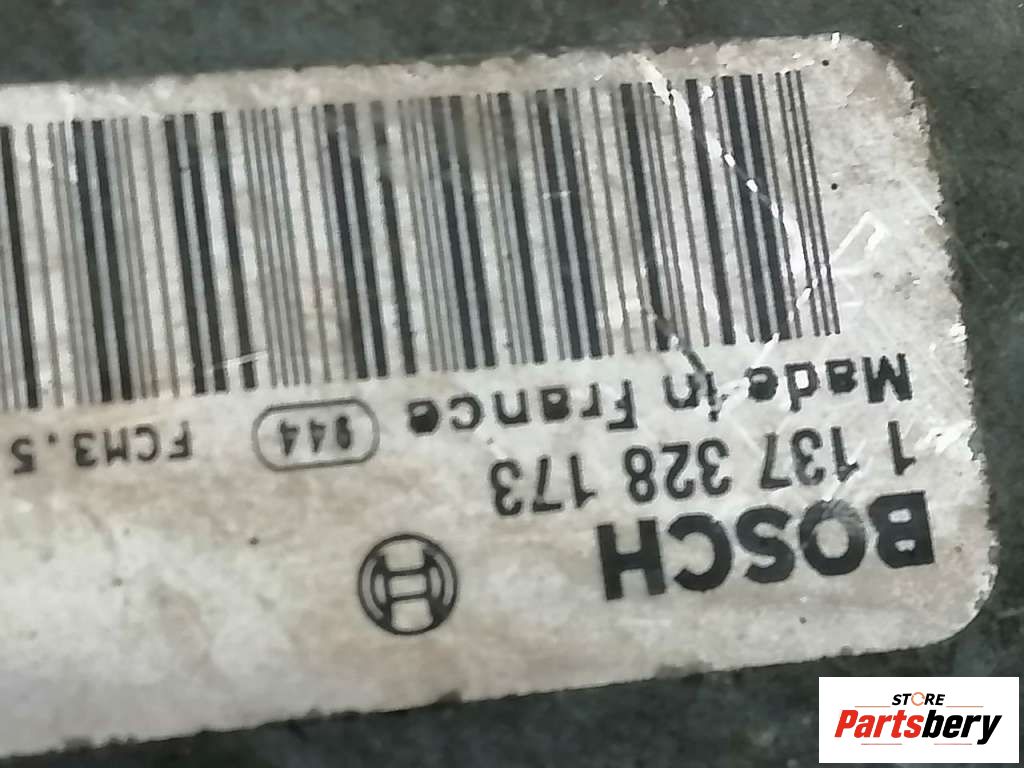 BOSCH
1 137 328 173
Made in France 944 FCM3.5
STORE
Partsbery